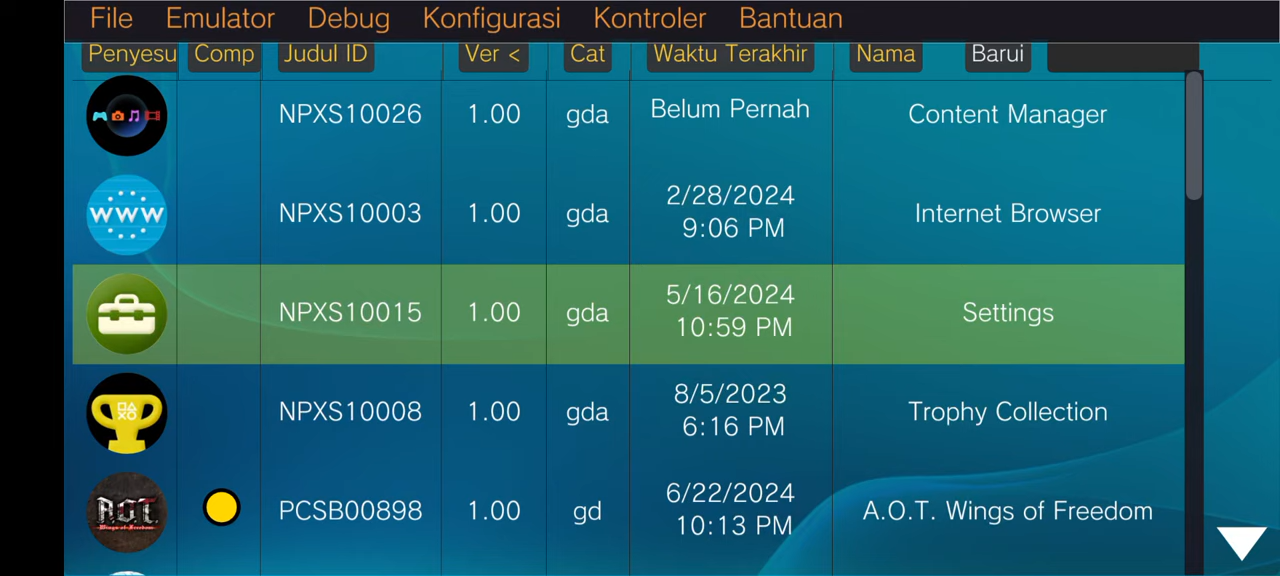 File Emulator Debug Konfigurasi Kontroler Bantuan
Penyesu Comp Judul ID Ver < Cat Waktu Terakhir Nama Barui
NPXS10026 1.00 gda Belum Pernah Content Manager
WWW NPXS10003 1.00 gda 2/28/2024 9:06 PM Internet Browser
NPXS10015 1.00 gda 5/16/2024 10:59 PM Settings
NPXS10008 1.00 gda 8/5/2023 6:16 PM Trophy Collection
A.O.T. Wings of Freedom PCSB00898 1.00 gd 6/22/2024 10:13 PM A.O.T. Wings of Freedom